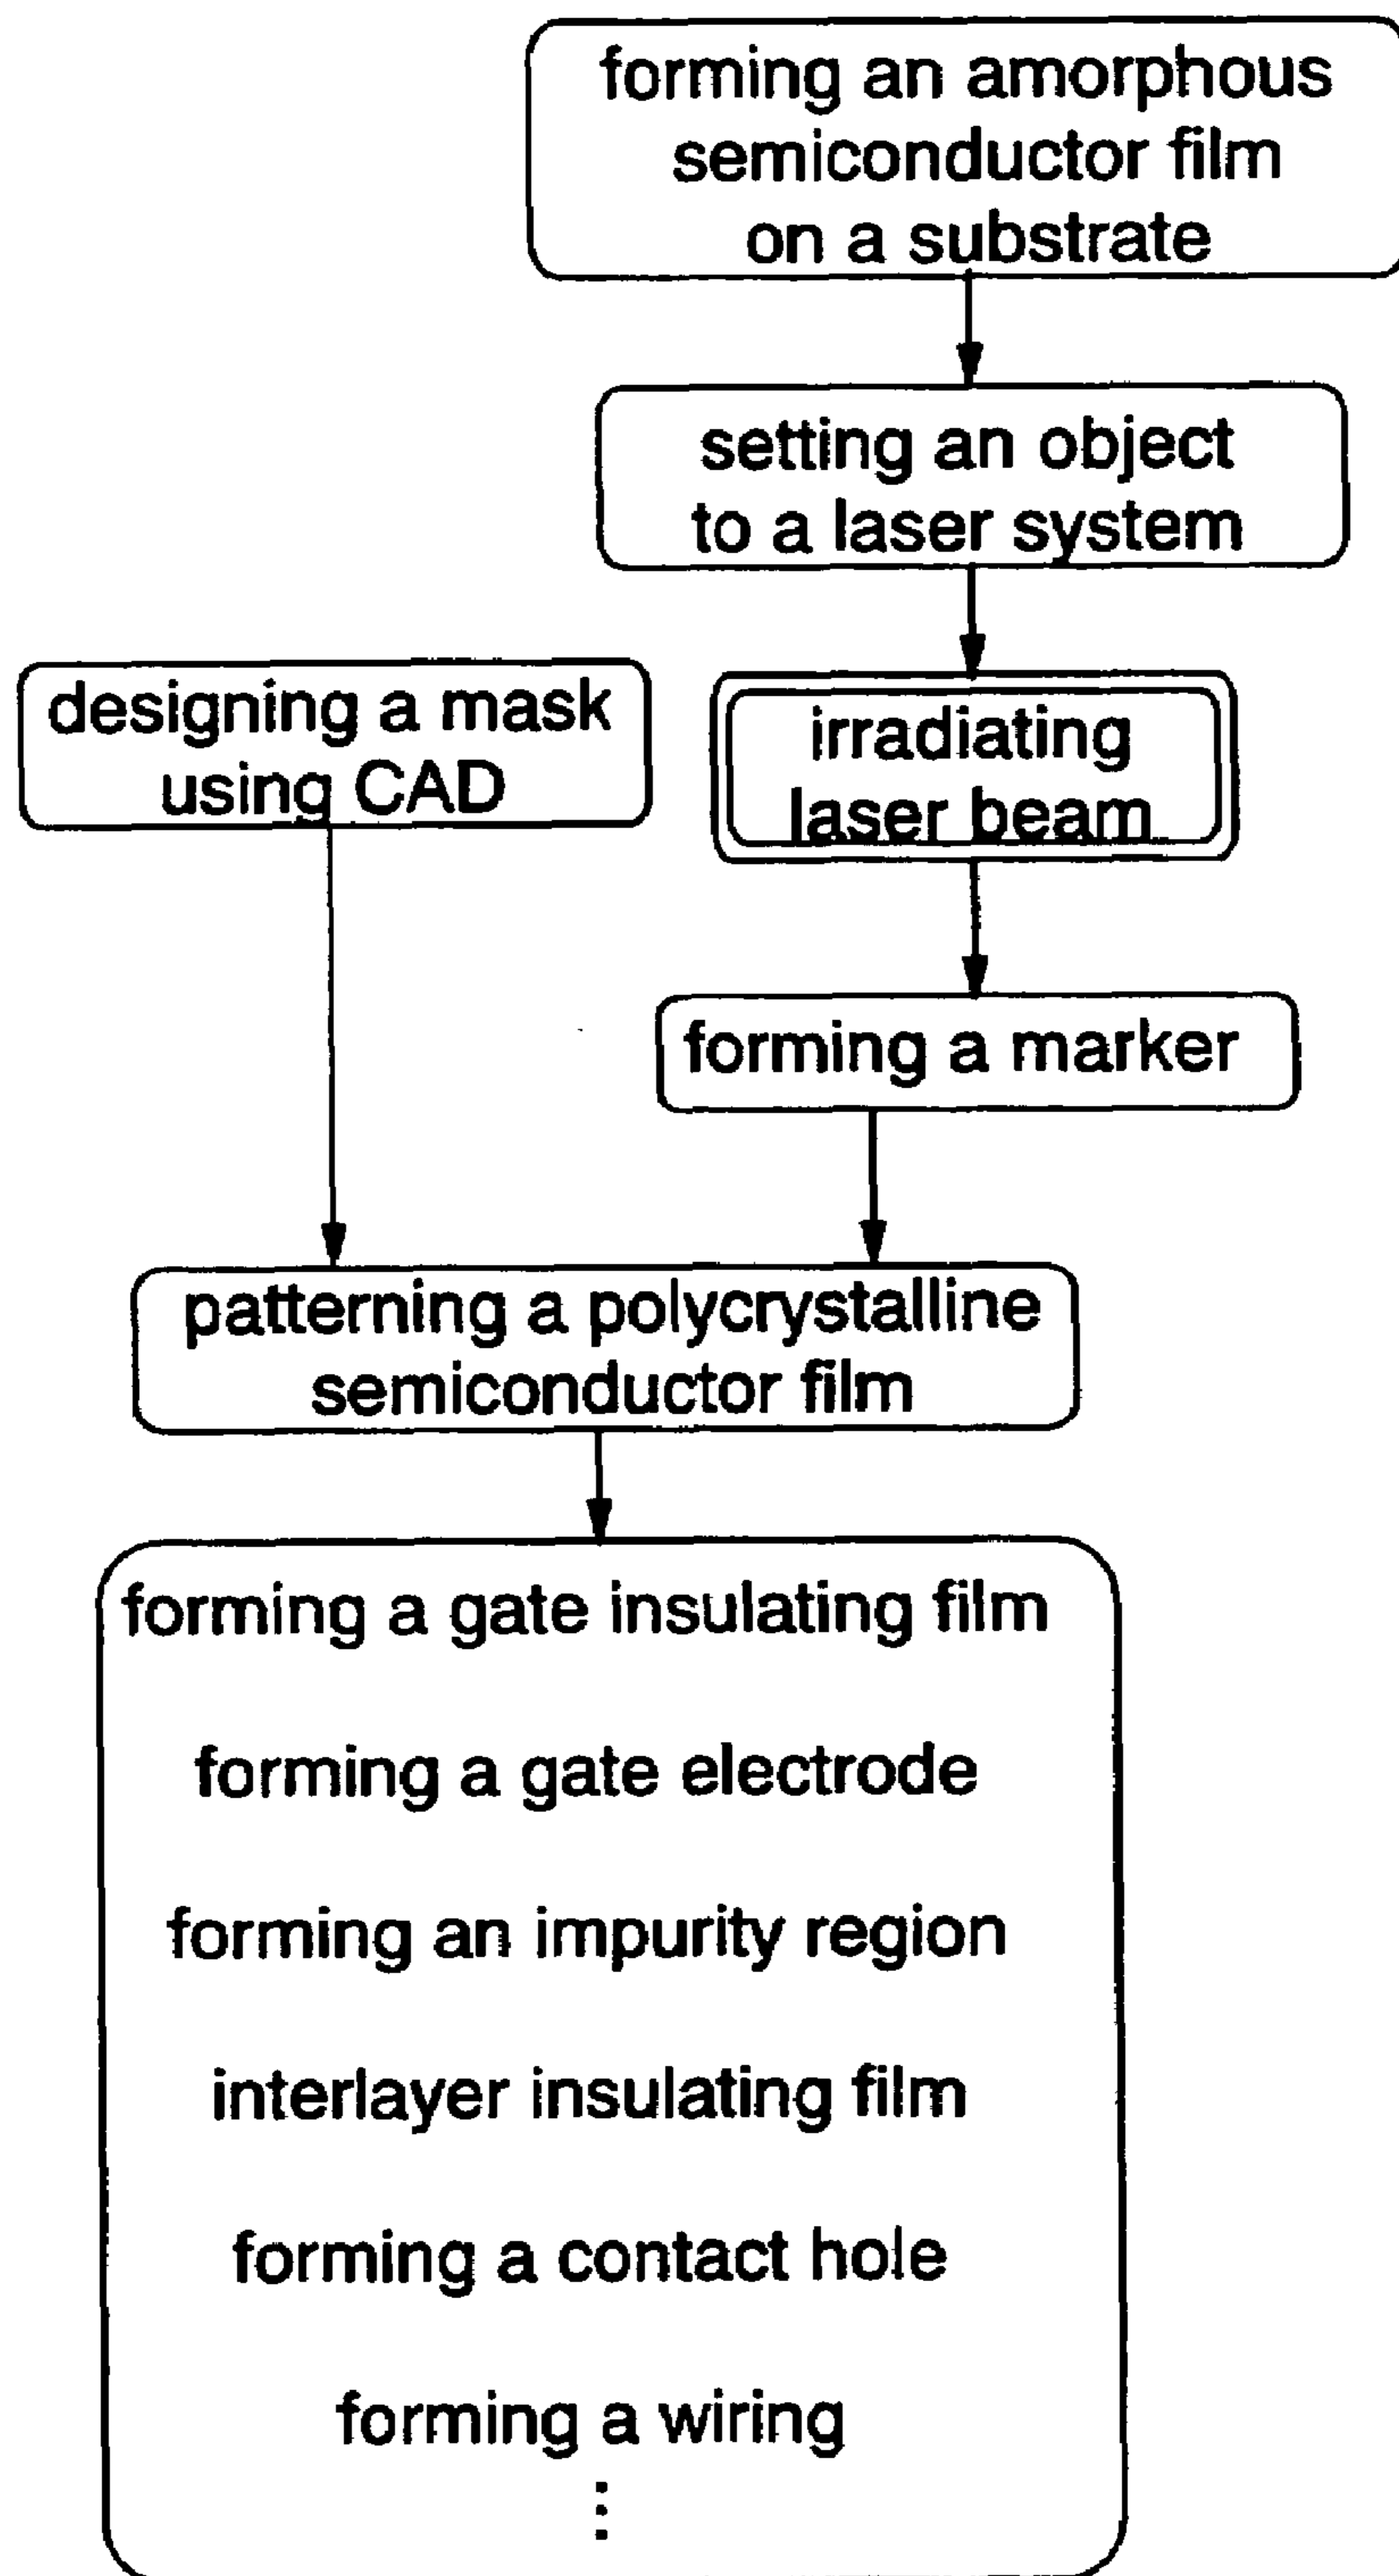 forming an amorphous
semiconductor film
on a substrate
setting an object
to a laser system
designing a mask
using CAD
irradiating
laser beam
forming a marker
patterning a polycrystalline
semiconductor film
forming a gate insulating film
forming a gate electrode
forming an impurity region
interlayer insulating film
forming a contact hole
forming a wiring
⋮